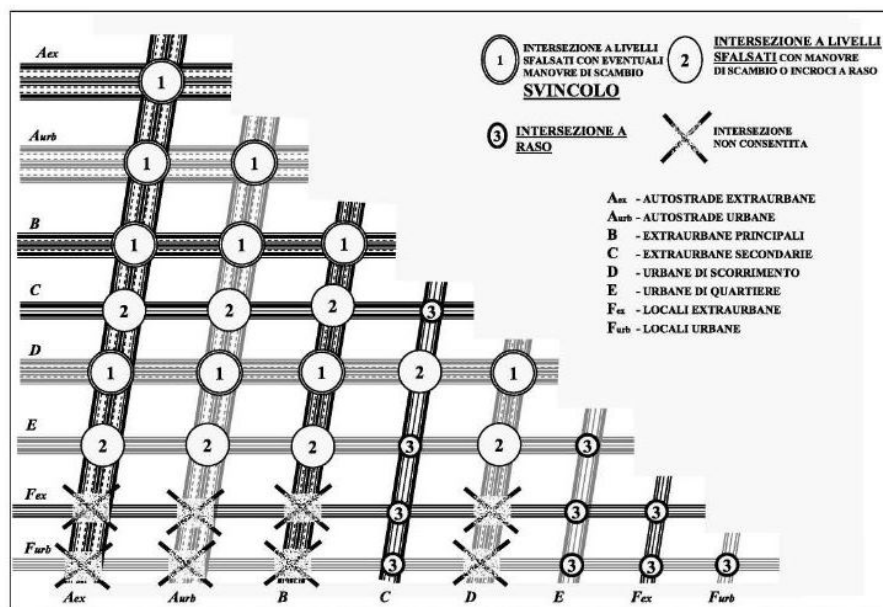 Aex
1
INTERSEZIONE A LIVELLI
SFALSATI CON EVENTUALI
MANOVRE DI SCAMBIO
SVINCOLO
1
2
INTERSEZIONE A LIVELLI
SFALSATI CON MANOVRE
DI SCAMBIO O INCROCI A RASO
3
INTERSEZIONE A
RASO
INTERSEZIONE
NON CONSENTITA
Aurb
1 1
Aex - AUTOSTRADE EXTRAURBANE
Aurb - AUTOSTRADE URBANE
B - EXTRAURBANE PRINCIPALI
C - EXTRAURBANE SECONDARIE
D - URBANE DI SCORRIMENTO
E - URBANE DI QUARTIERE
Fex - LOCALI EXTRAURBANE
Furb - LOCALI URBANE
B
1 1 1
C
2 2 2 3
D
1 1 1 2 1
E
2 2 2 3 2 3
Fex
3 3 3
Furb
3 3 3 3
Aex Aurb B C D E Fex Furb